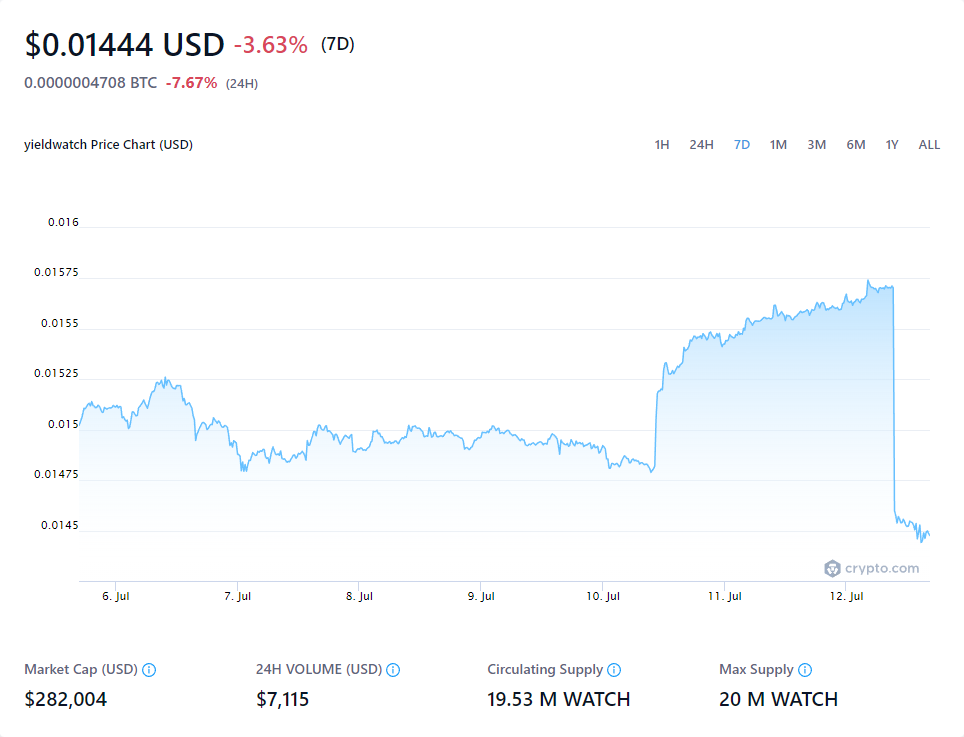 $0.01444 USD -3.63% (7D)
0.0000004708 BTC -7.67% (24H)
yieldwatch Price Chart (USD) 1H 24H 7D 1M 3M 6M 1Y ALL
0.016
0.01575
0.0155
0.01525
0.015
0.01475
0.0145
crypto.com
6. Jul 7. Jul 8. Jul 9. Jul 10. Jul 11. Jul 12. Jul
Market Cap (USD) 24H VOLUME (USD) Circulating Supply Max Supply
$282,004 $7,115 19.53 M WATCH 20 M WATCH